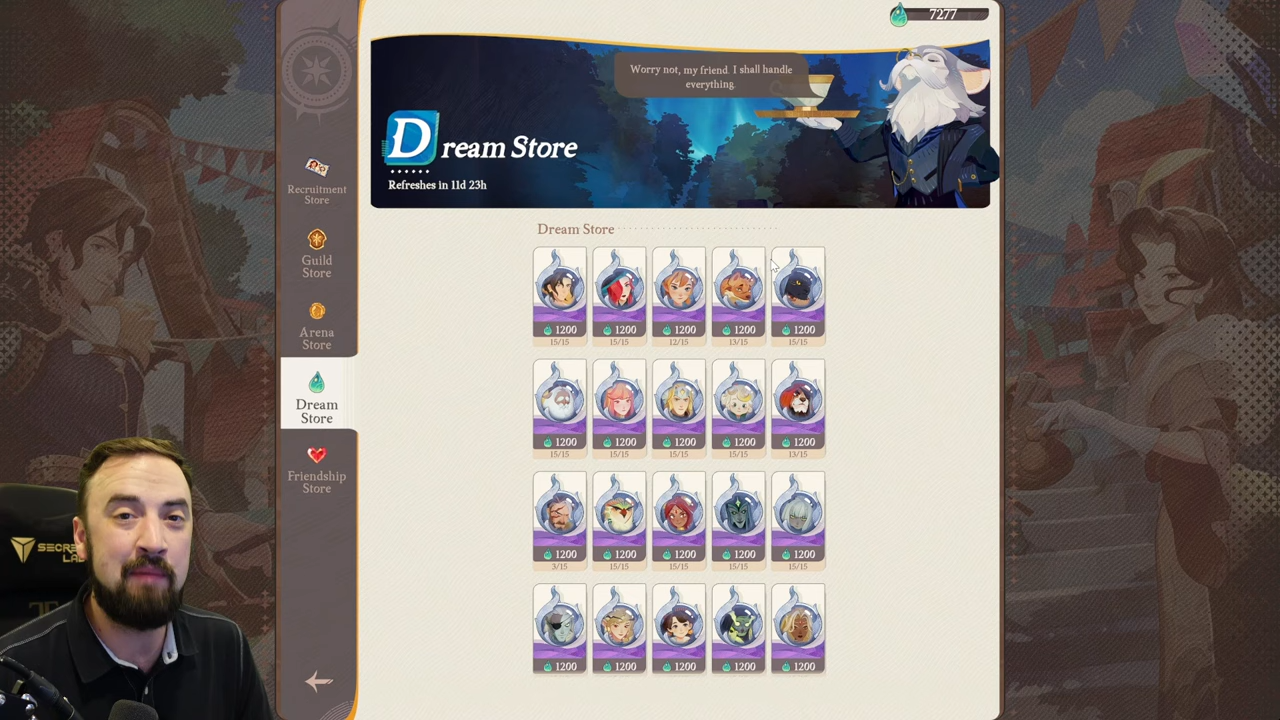 7277
Worry not, my friend. I shall handle
everything.
Dream Store
Refreshes in 11d 23h
Recruitment
Store
Guild
Store
Arena
Store
Dream
Store
Friendship
Store
Dream Store
1200 1200 1200 1200 1200
15/15 15/15 12/15 13/15 15/15
1200 1200 1200 1200 1200
15/15 15/15 15/15 15/15 13/15
1200 1200 1200 1200 1200
3/15 15/15 15/15 15/15 15/15
1200 1200 1200 1200 1200